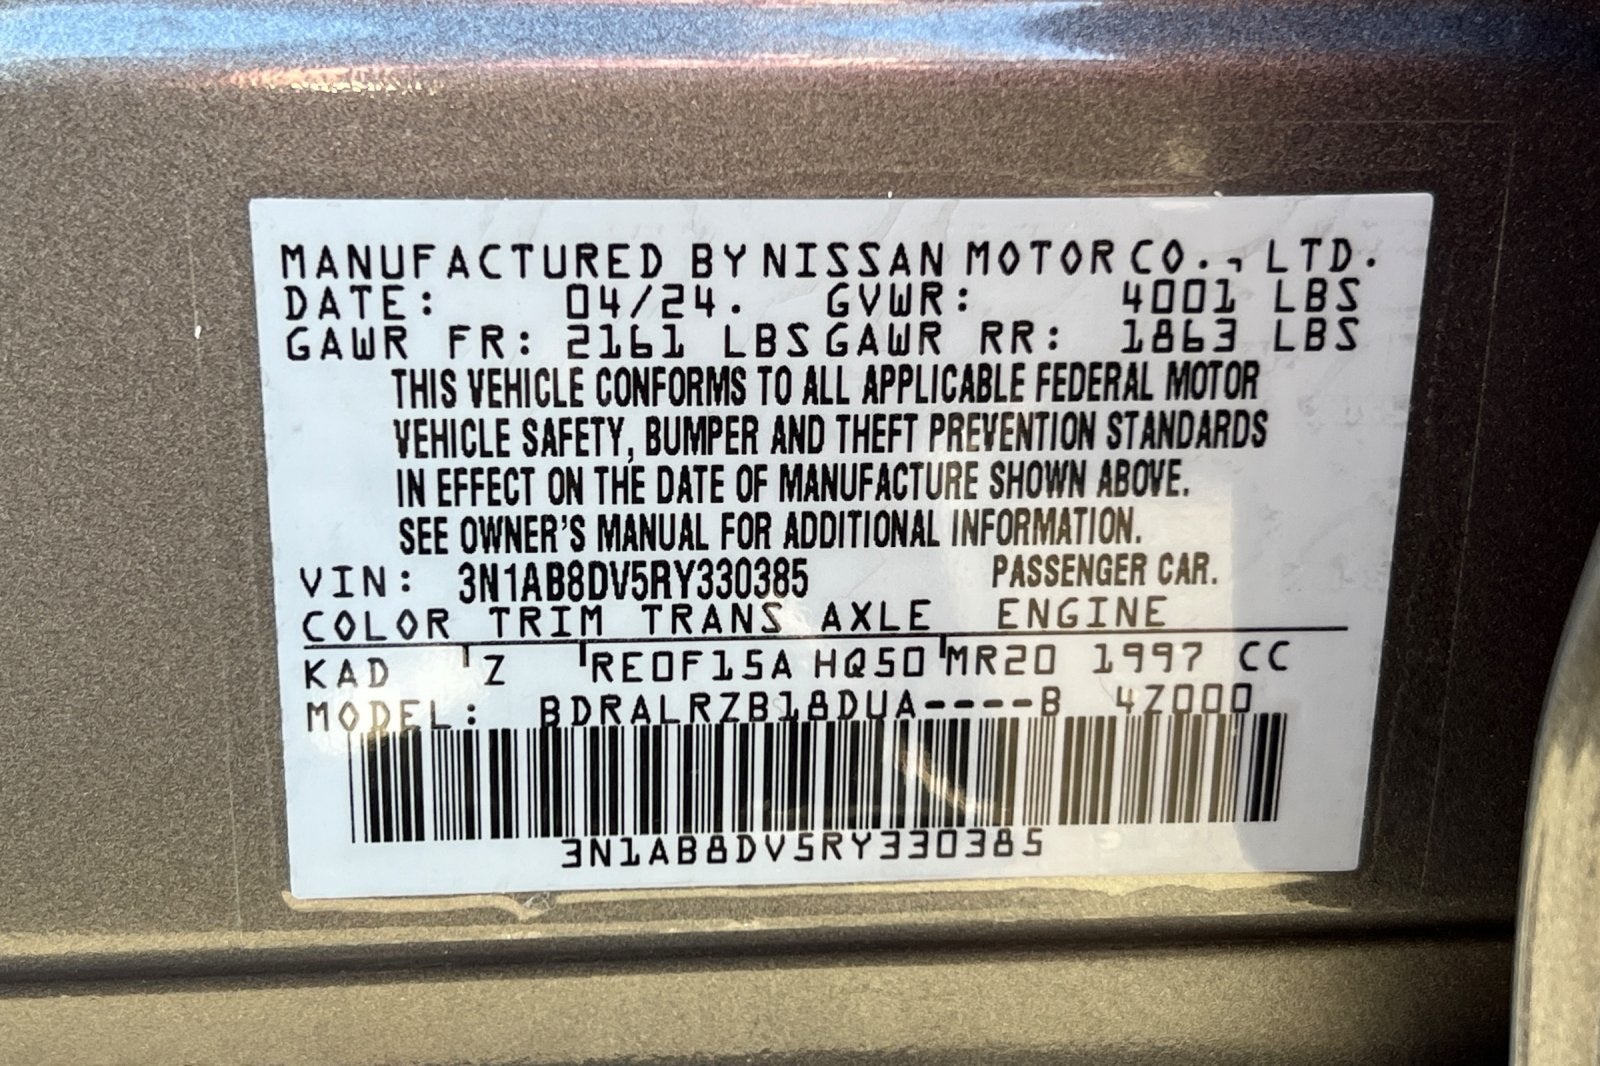 MANUFACTURED BY NISSAN MOTOR CO., LTD.
DATE: 04/24. GVWR: 4001 LBS
GAWR FR: 2161 LBS GAWR RR: 1863 LBS
THIS VEHICLE CONFORMS TO ALL APPLICABLE FEDERAL MOTOR
VEHICLE SAFETY, BUMPER AND THEFT PREVENTION STANDARDS
IN EFFECT ON THE DATE OF MANUFACTURE SHOWN ABOVE.
SEE OWNER'S MANUAL FOR ADDITIONAL INFORMATION.
VIN: 3N1AB8DV5RY330385 PASSENGER CAR.
COLOR TRIM TRANS AXLE ENGINE
KAD Z RE0F15A HQ50 MR20 1997 CC
MODEL: BDRALRZB18DUA----B 4Z000
3N1AB8DV5RY330385